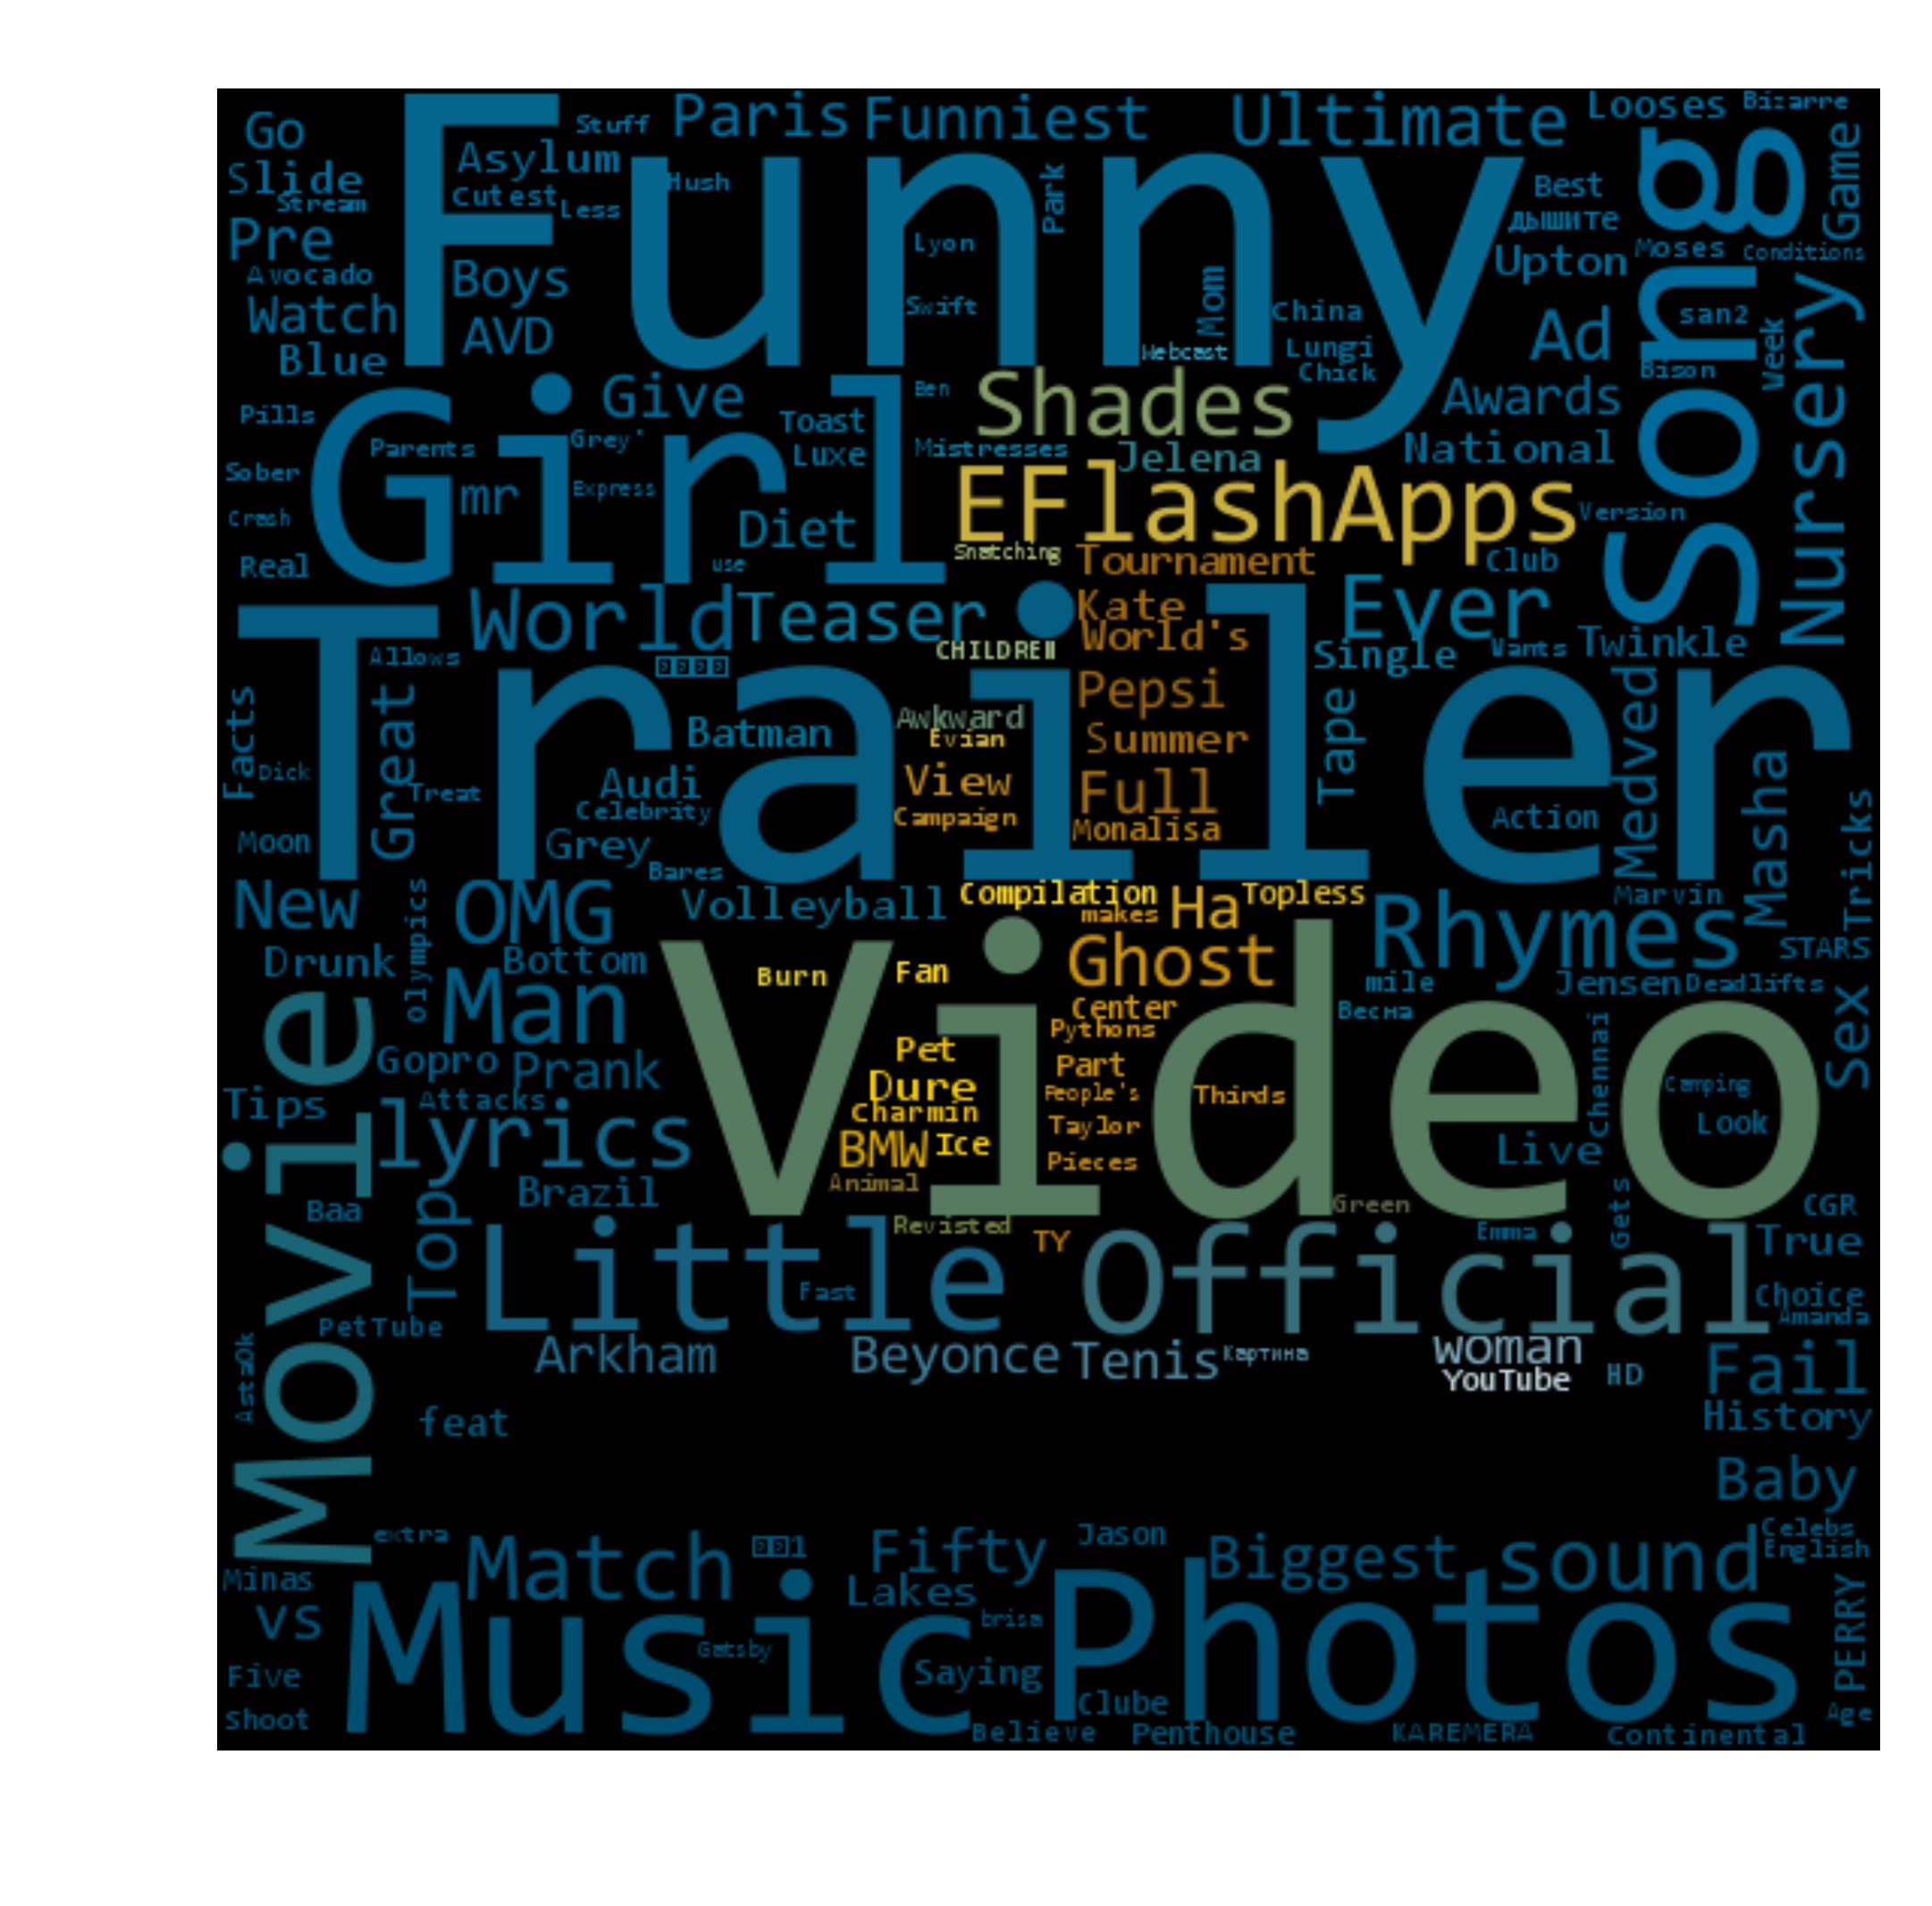 Go
Stuff
Paris
Funniest
Ultimate
Looses
Bizarre
Funny
Asylum
Slide
Stream
Cutest
Less
Hush
Park
Best
дышите
Song
Game
Pre
Avocado
Boys
Lyon
Upton
Moses
Conditions
Watch
AVD
Swift
Mom
China
Ad
san2
Week
Nursery
Blue
Webcast
Lungi
Chick
Bison
Girl
Give
Ben
Shades
Awards
Pills
Toast
Parents
Grey'
Luxe
Mistresses
Jelena
National
Sober
mr
Express
EFlashApps
Version
Crash
Diet
Real
use
Snatching
Tournament
Club
Trailer
World
Teaser
Kate
Ever
World's
CHILDREN
Single
Wants
Twinkle
Allows
Facts
Great
Pepsi
Tape
Medved
Awkward
Batman
Evian
Summer
Masha
Dick
Treat
Audi
View
Full
Celebrity
Campaign
Action
Tricks
Moon
Grey
Monalisa
Bares
New
OMG
Volleyball
Compilation
makes
Ha
Topless
Rhymes
Marvin
olympics
Drunk
Bottom
Ghost
STARS
Man
Video
Burn
Fan
mile
Jensen
Deadlifts
Sex
Center
Весна
Pythons
chennai
Movie
Gopro
Prank
Pet
Part
Dure
People's
Thirds
Camping
Tips
Attacks
Charmin
Taylor
Look
lyrics
BMW
Ice
Pieces
Live
Brazil
Animal
Top
Baa
Revisted
Green
Gets
CGR
TY
Emma
Little
Official
True
Fast
Choice
PetTube
Amanda
Arkham
Beyonce
Tenis
Картина
woman
YouTube
HD
Fail
feat
History
Baby
extra
Match
Fifty
Jason
Biggest
sound
Celebs
English
Minas
Lakes
vs
Music
brisa
Photos
PERRY
Gatsby
Five
Saying
Clube
Shoot
Believe
Penthouse
KAREMERA
Continental
Age